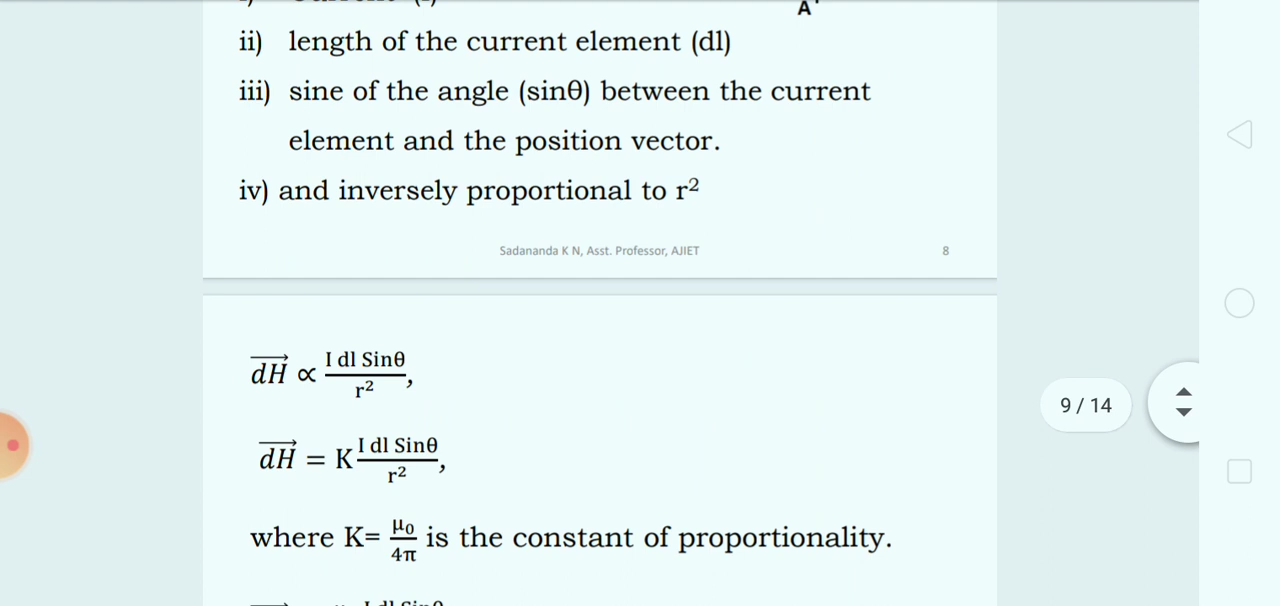 A
ii) length of the current element (dl)
iii) sine of the angle (sinθ) between the current
element and the position vector.
iv) and inversely proportional to r²
Sadananda K N, Asst. Professor, AJIET 8
dH ∝ I dl Sinθ / r²,
dH = K I dl Sinθ / r²,
9 / 14
where K= μ₀ / 4π is the constant of proportionality.